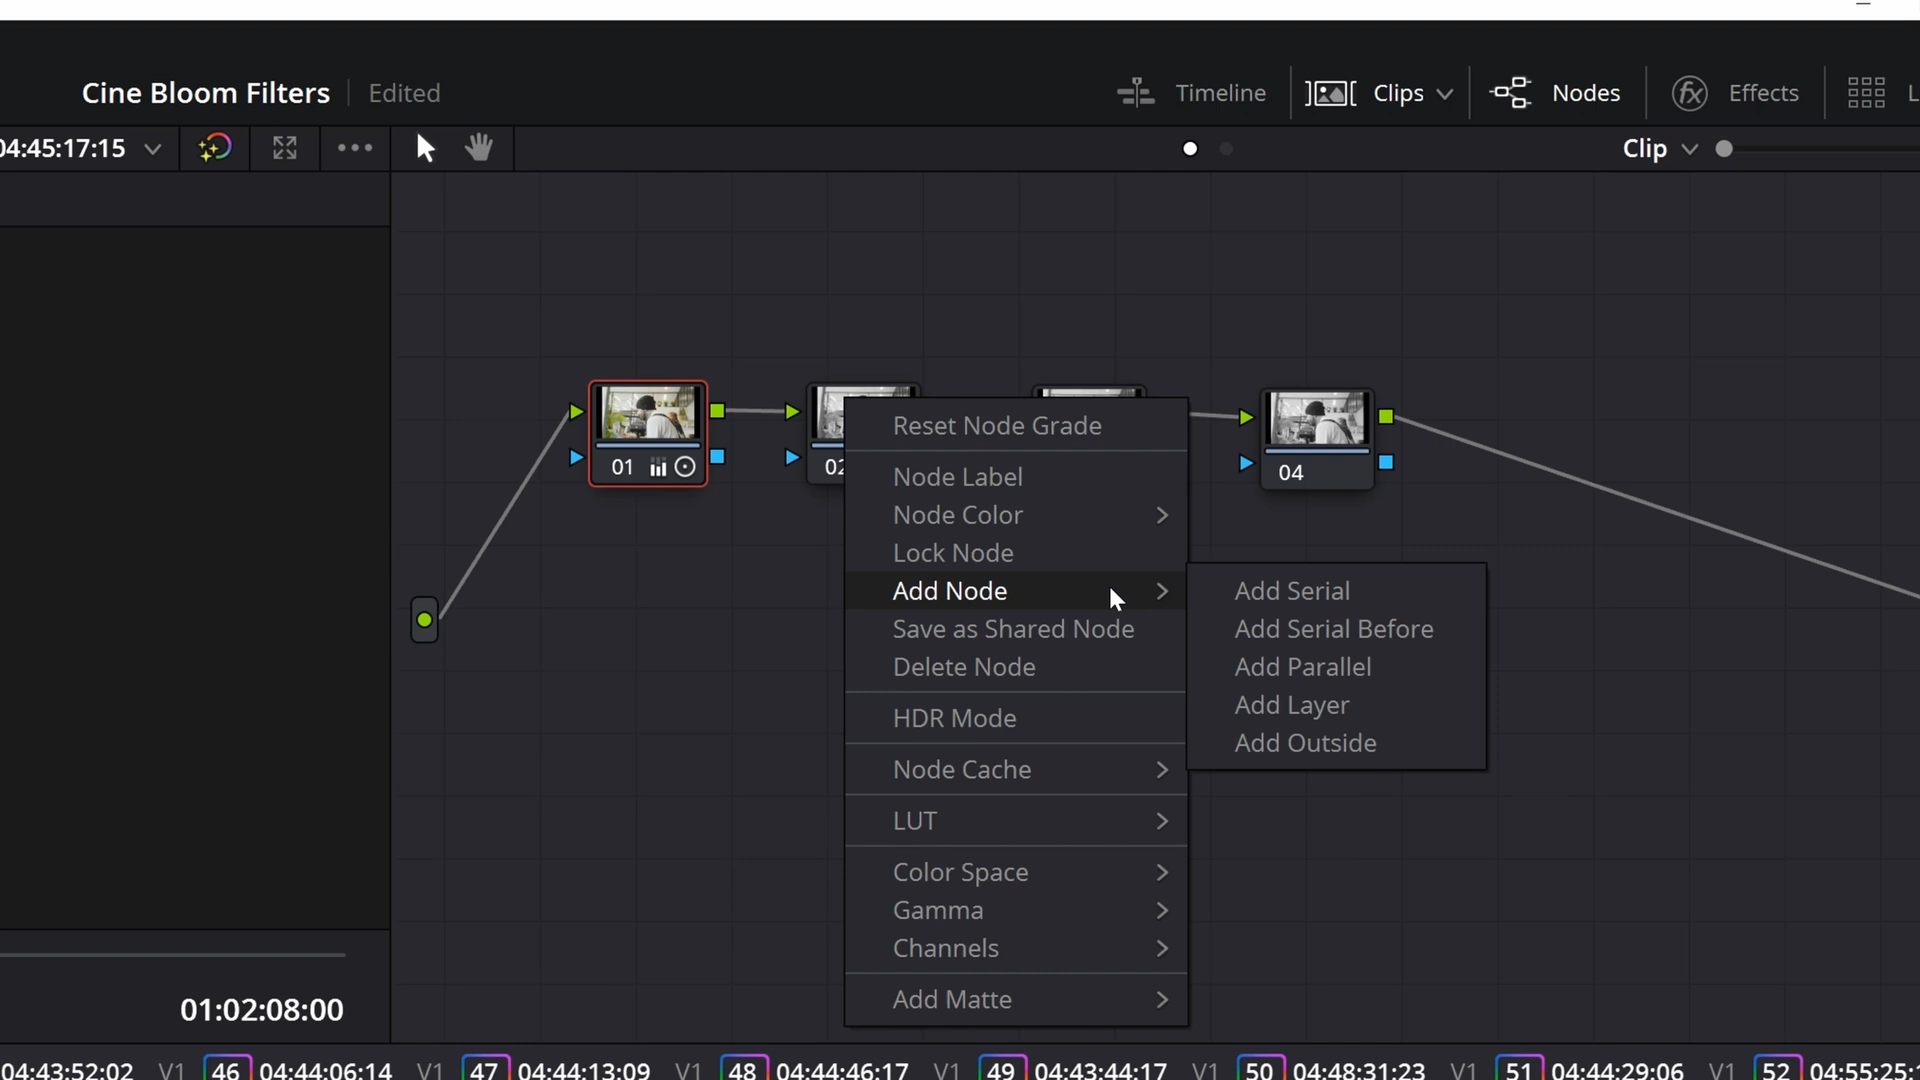 Cine Bloom Filters
Edited
Timeline
Clips
Nodes
Effects
04:45:17:15
Clip
01
02
04
Reset Node Grade
Node Label
Node Color
Lock Node
Add Node
Save as Shared Node
Delete Node
HDR Mode
Node Cache
LUT
Color Space
Gamma
Channels
Add Matte
Add Serial
Add Serial Before
Add Parallel
Add Layer
Add Outside
01:02:08:00
04:43:52:02 V1 46 04:44:06:14 V1 47 04:44:13:09 V1 48 04:44:46:17 V1 49 04:43:44:17 V1 50 04:48:31:23 V1 51 04:44:29:06 V1 52 04:55:25: